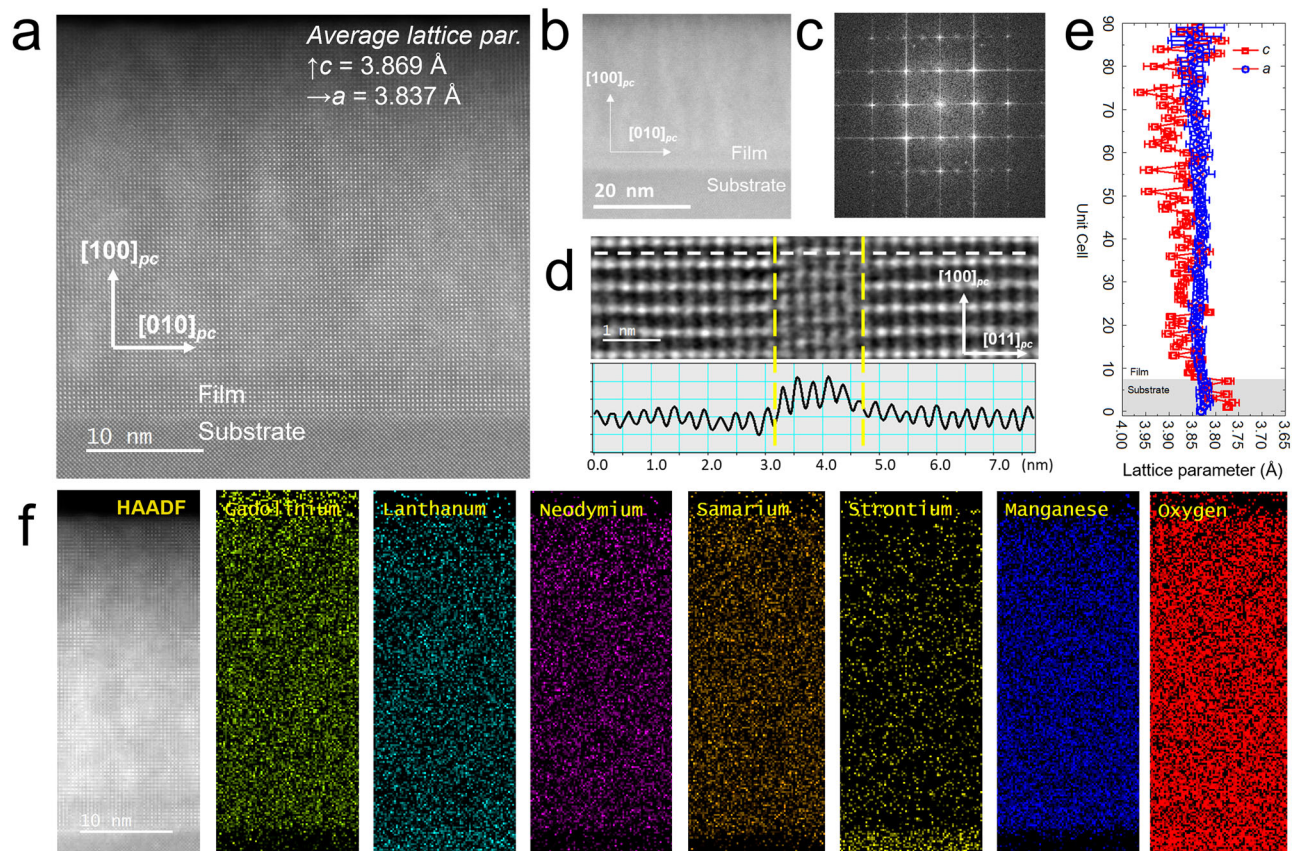 a
Average lattice par.
↑c = 3.869 Å
→a = 3.837 Å
[100]pc
[010]pc
Film
Substrate
10 nm
b
[100]pc
[010]pc
Film
Substrate
20 nm
c
d
[100]pc
[011]pc
1 nm
0.0 1.0 2.0 3.0 4.0 5.0 6.0 7.0 (nm)
e
c
a
90
80
70
60
50
40
30
20
10
0
Unit Cell
Film
Substrate
4.00 3.95 3.90 3.85 3.80 3.75 3.70 3.65
Lattice parameter (Å)
f
HAADF
10 nm
Gadolinium
Lanthanum
Neodymium
Samarium
Strontium
Manganese
Oxygen